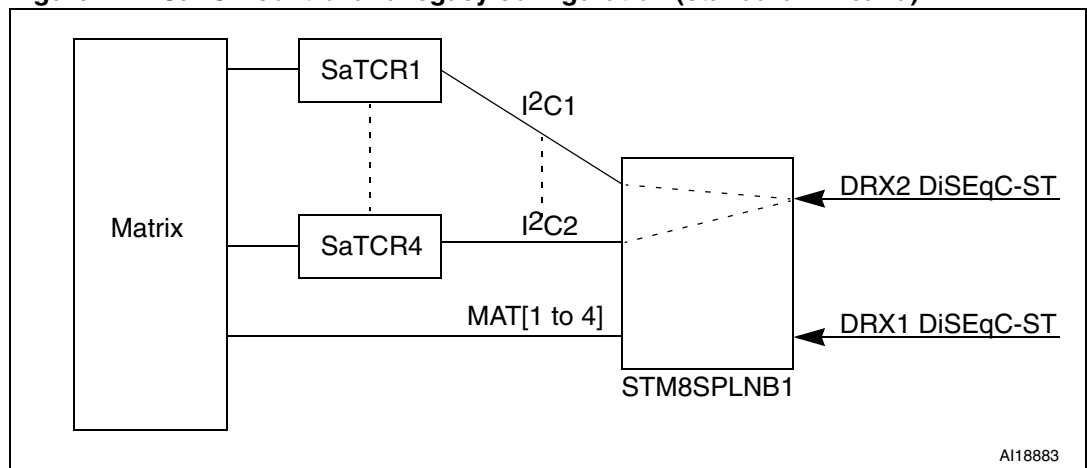 SaTCR1
I²C1
DRX2 DiSEqC-ST
Matrix
SaTCR4
I²C2
MAT[1 to 4]
DRX1 DiSEqC-ST
STM8SPLNB1
AI18883